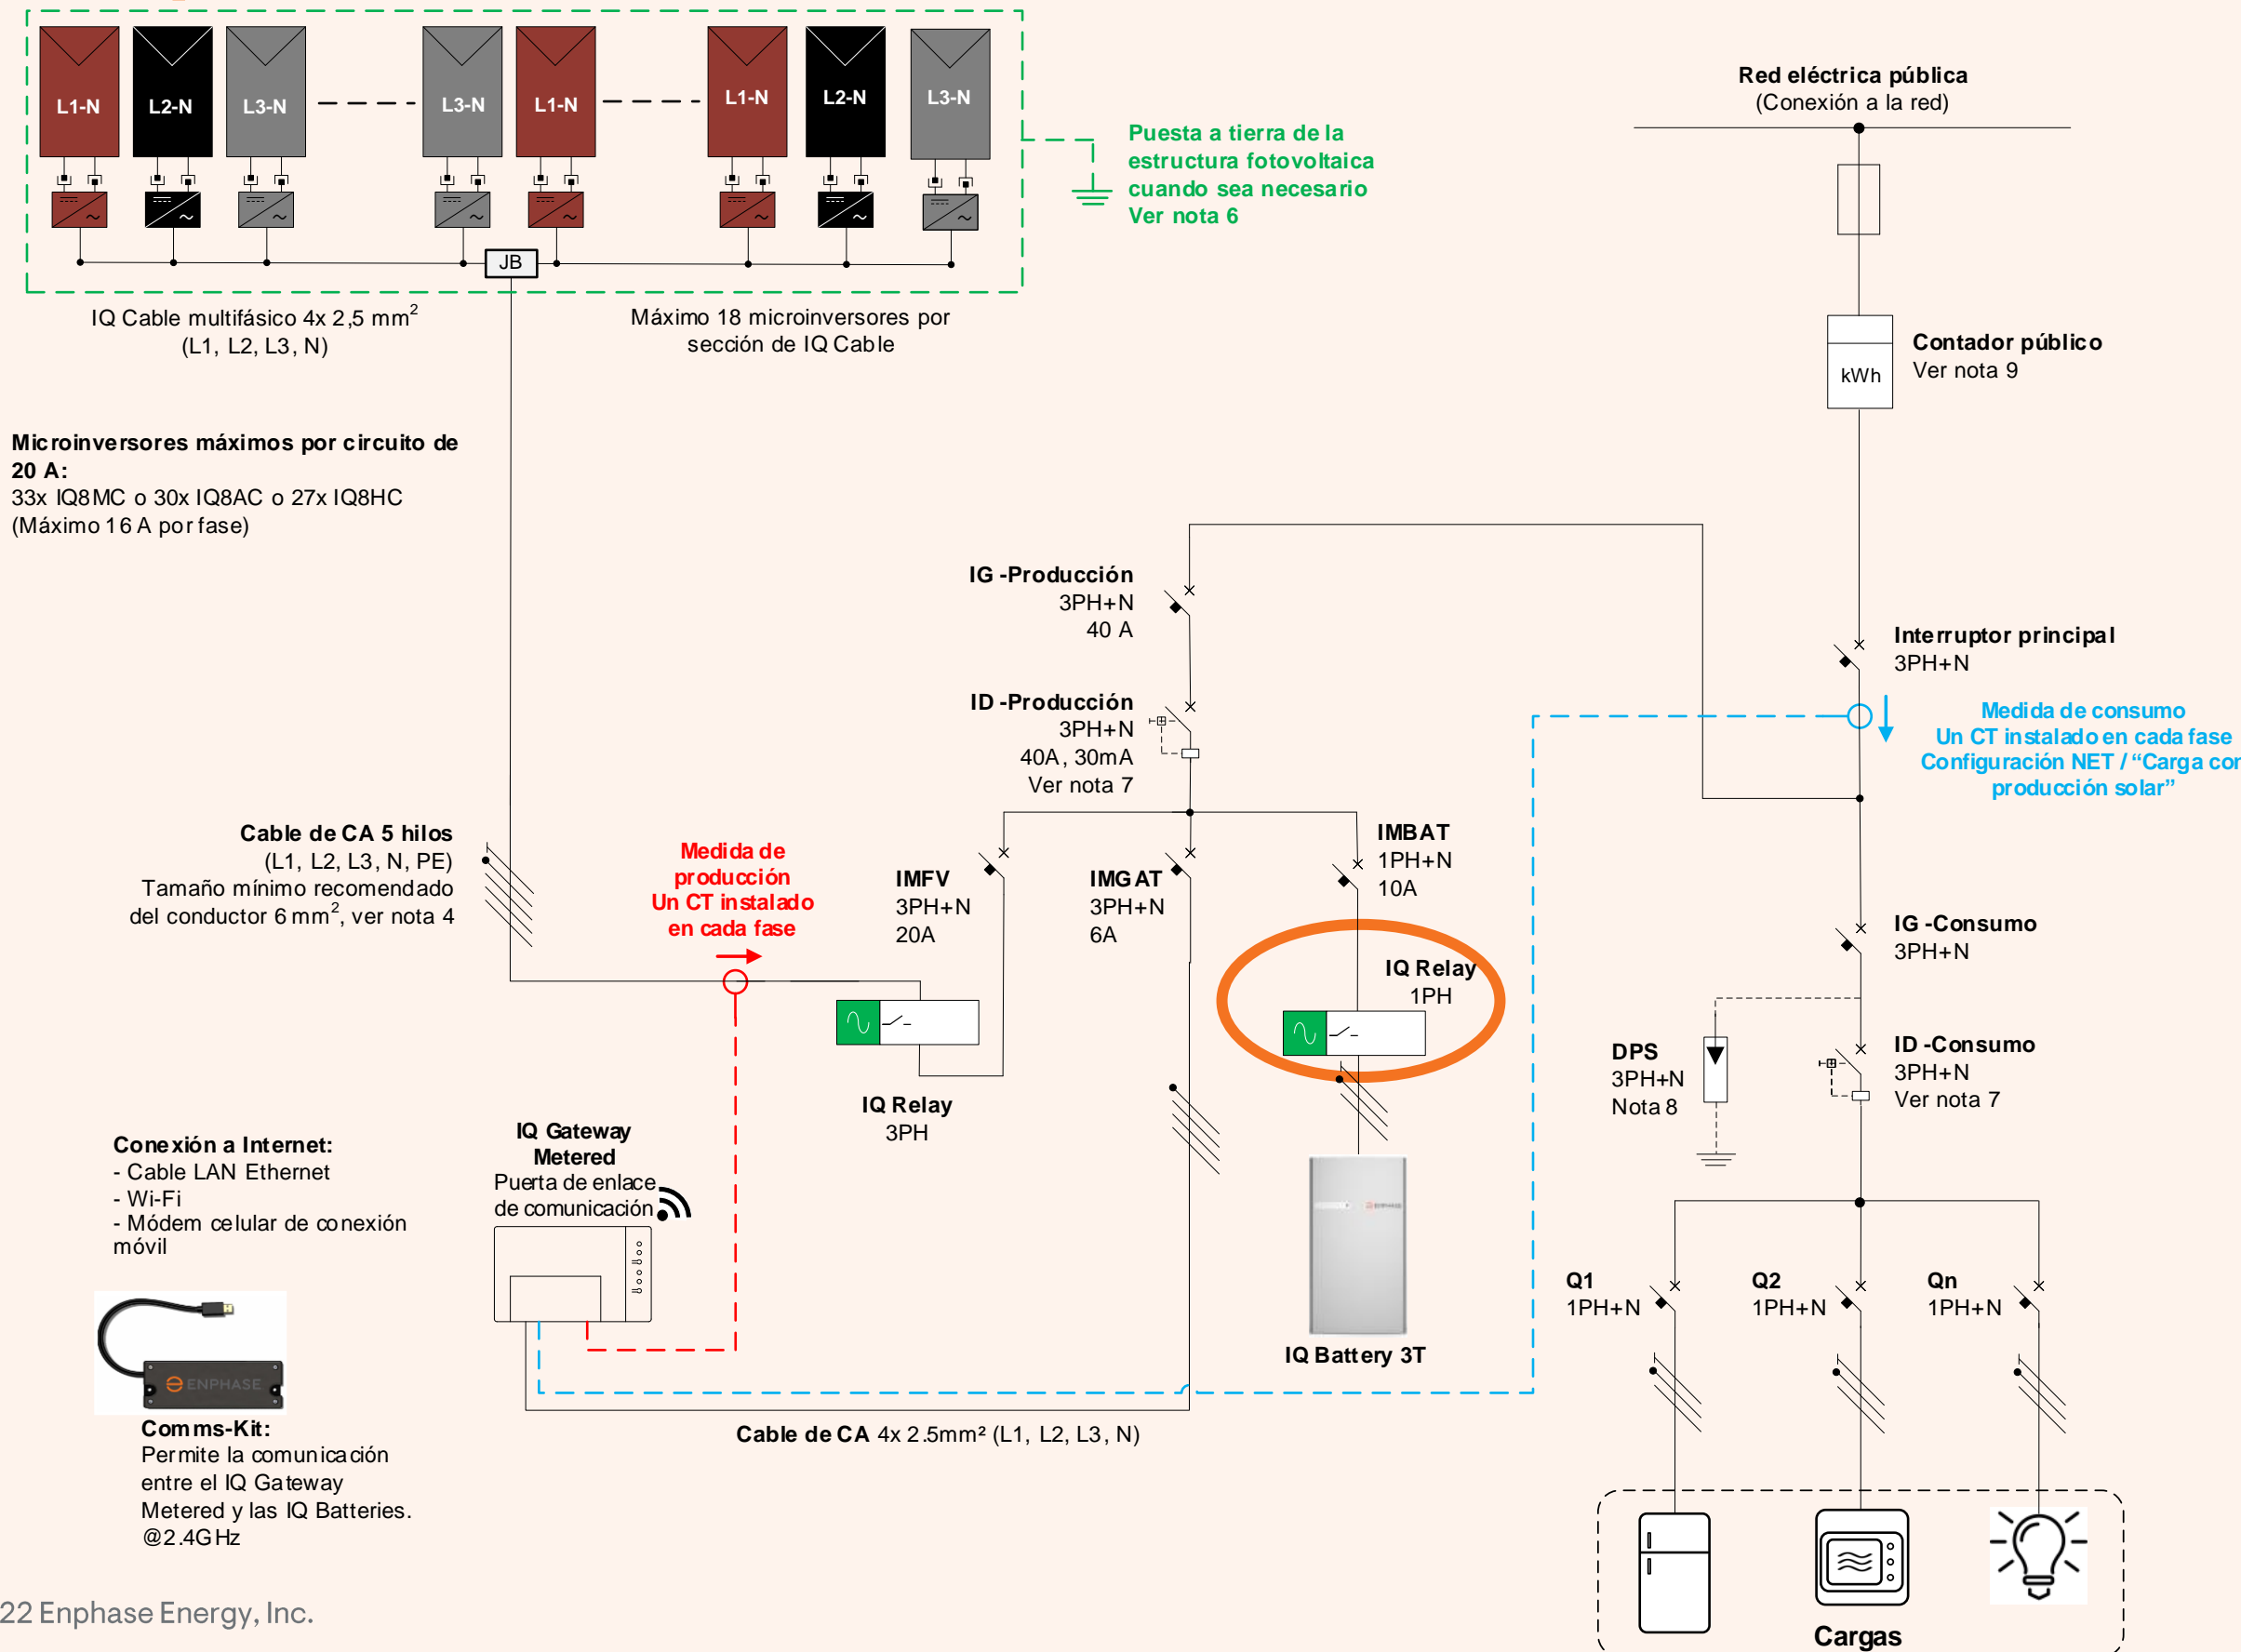 L1-N
L2-N
L3-N
L3-N
L1-N
L1-N
L2-N
L3-N
JB
IQ Cable multifásico 4x 2,5 mm²
(L1, L2, L3, N)
Máximo 18 microinversores por
sección de IQ Cable
Puesta a tierra de la
estructura fotovoltaica
cuando sea necesario
Ver nota 6
Red eléctrica pública
(Conexión a la red)
kWh
Contador público
Ver nota 9
Microinversores máximos por circuito de
20 A:
33x IQ8MC o 30x IQ8AC o 27x IQ8HC
(Máximo 16 A por fase)
IG -Producción
3PH+N
40 A
ID -Producción
3PH+N
40A, 30mA
Ver nota 7
Interruptor principal
3PH+N
Medida de consumo
Un CT instalado en cada fase
Configuración NET / “Carga con
producción solar”
Cable de CA 5 hilos
(L1, L2, L3, N, PE)
Tamaño mínimo recomendado
del conductor 6 mm², ver nota 4
Medida de
producción
Un CT instalado
en cada fase
IMFV
3PH+N
20A
IMGAT
3PH+N
6A
IMBAT
1PH+N
10A
IQ Relay
1PH
IG -Consumo
3PH+N
DPS
3PH+N
Nota 8
ID -Consumo
3PH+N
Ver nota 7
IQ Relay
3PH
IQ Gateway
Metered
Puerta de enlace
de comunicación
Conexión a Internet:
- Cable LAN Ethernet
- Wi-Fi
- Módem celular de conexión
móvil
ENPHASE
ENPHASE
IQ Battery 3T
Q1
1PH+N
Q2
1PH+N
Qn
1PH+N
Comms-Kit:
Permite la comunicación
entre el IQ Gateway
Metered y las IQ Batteries.
@2.4GHz
Cable de CA 4x 2.5mm² (L1, L2, L3, N)
Cargas
22 Enphase Energy, Inc.